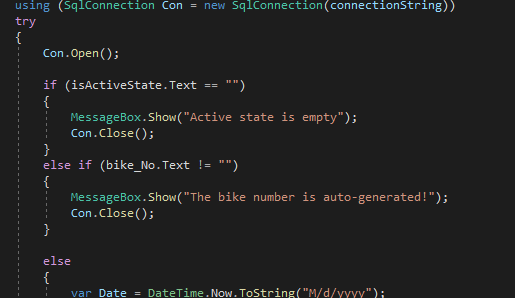 using (SqlConnection Con = new SqlConnection(connectionString))
try
{
Con.Open();
if (isActiveState.Text == "")
{
MessageBox.Show("Active state is empty");
Con.Close();
}
else if (bike_No.Text != "")
{
MessageBox.Show("The bike number is auto-generated!");
Con.Close();
}
else
{
var Date = DateTime.Now.ToString("M/d/yyyy");